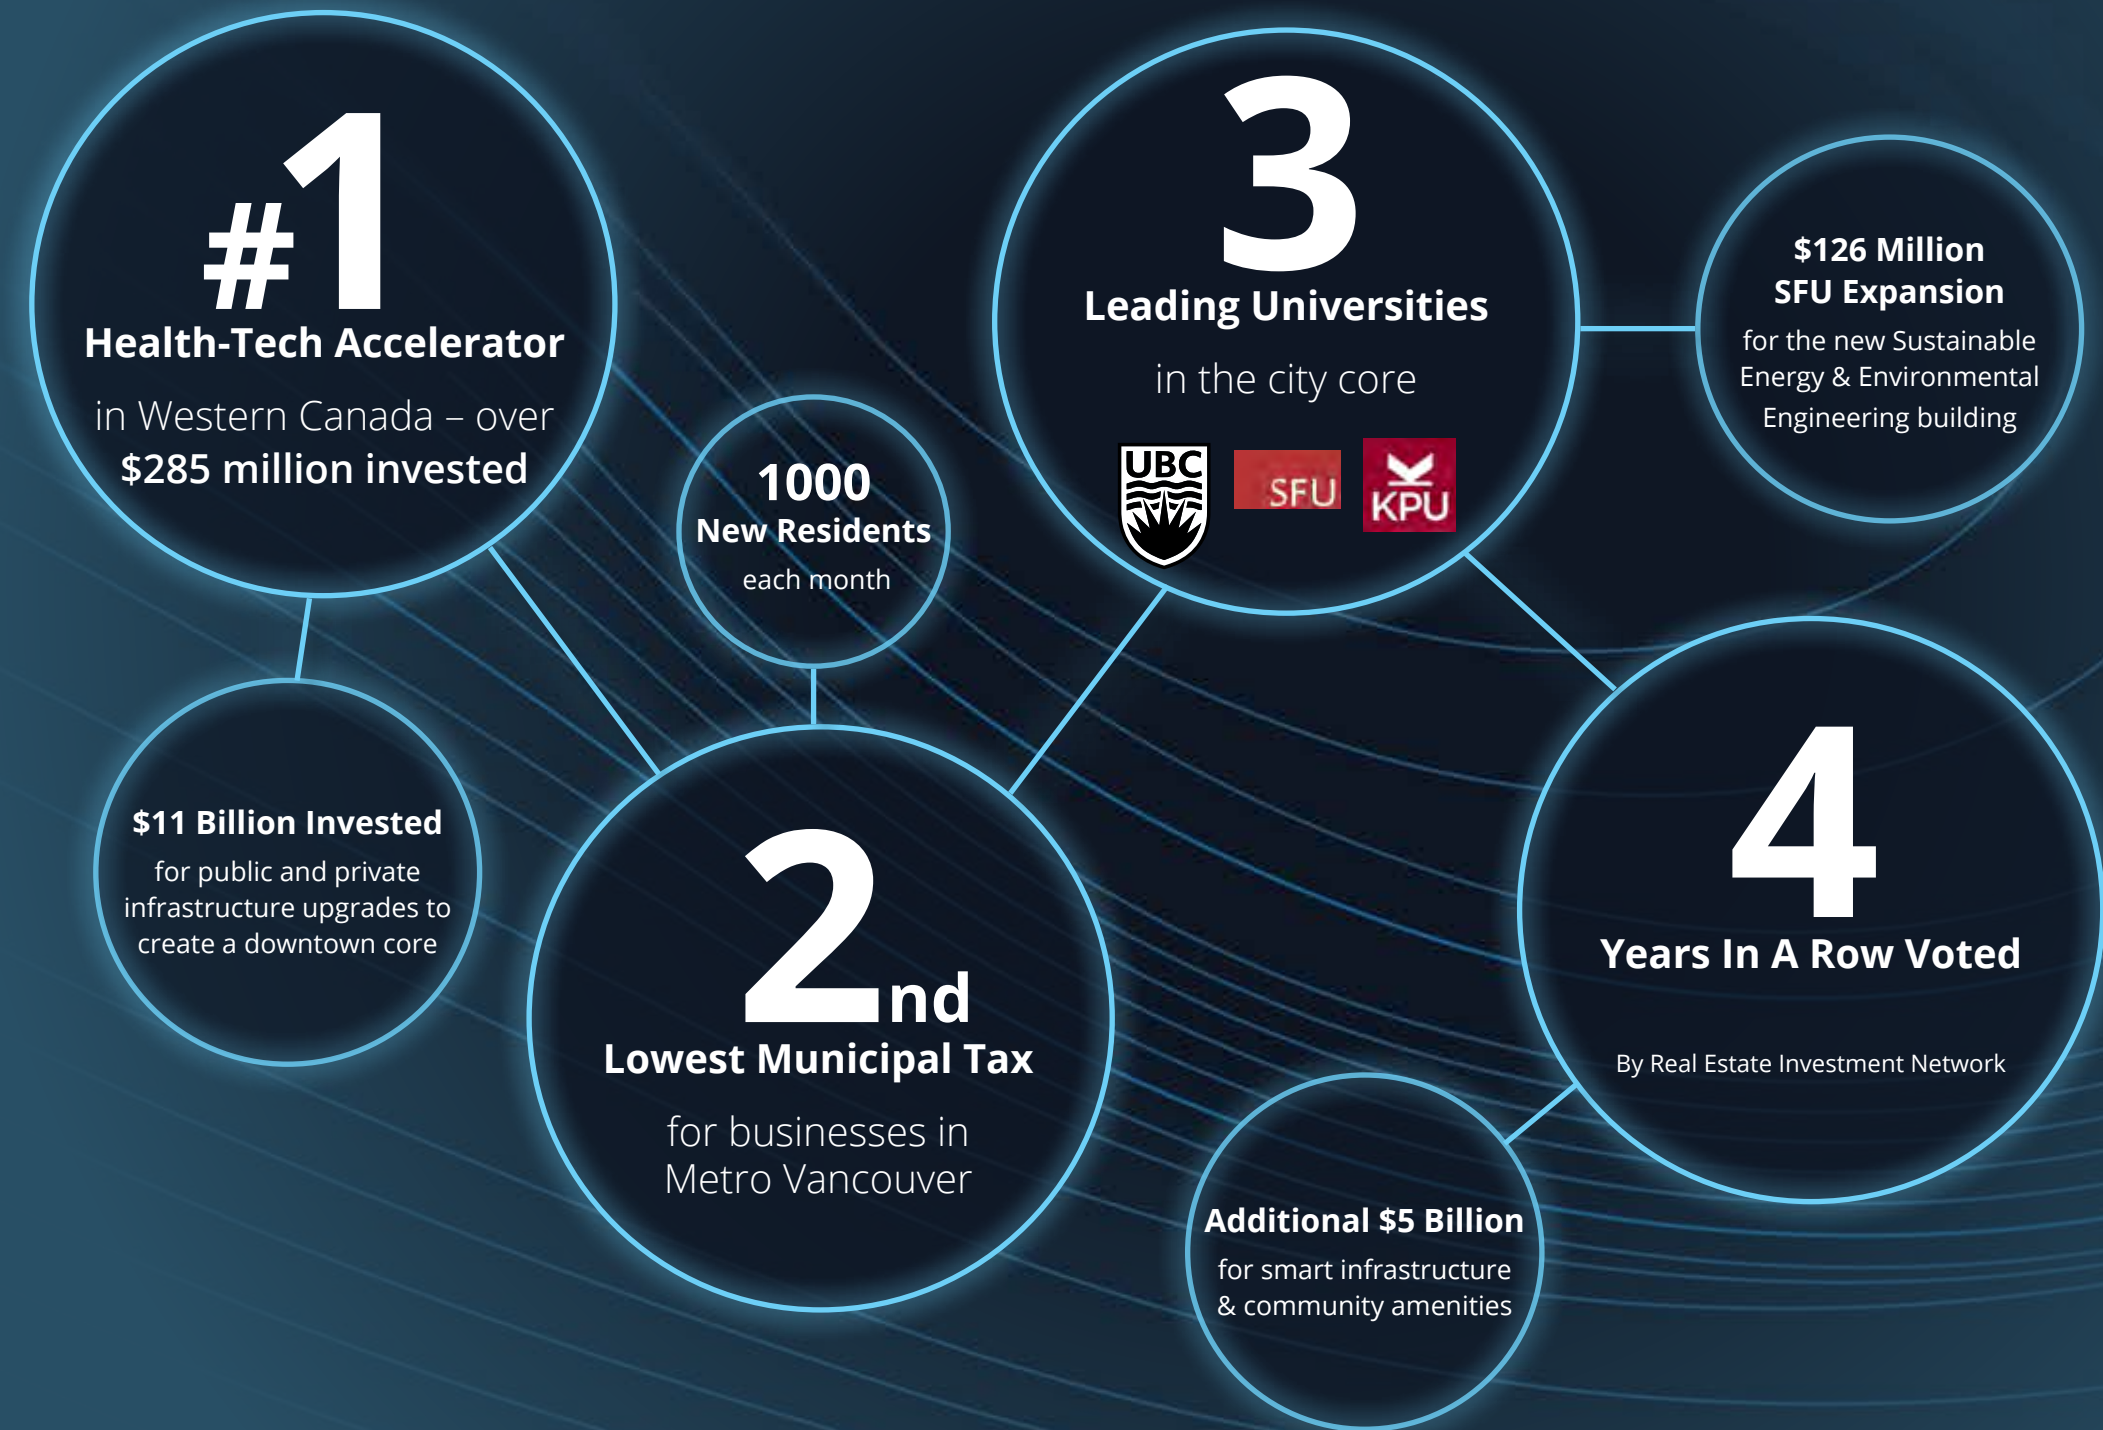 #1
Health-Tech Accelerator
in Western Canada – over
$285 million invested
3
Leading Universities
in the city core
UBC
SFU
KPU
$126 Million
SFU Expansion
for the new Sustainable
Energy & Environmental
Engineering building
1000
New Residents
each month
$11 Billion Invested
for public and private
infrastructure upgrades to
create a downtown core
2nd
Lowest Municipal Tax
for businesses in
Metro Vancouver
4
Years In A Row Voted
By Real Estate Investment Network
Additional $5 Billion
for smart infrastructure
& community amenities